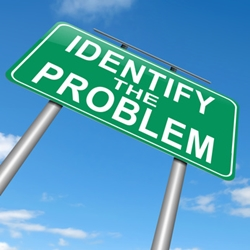 IDENTIFY
THE
PROBLEM